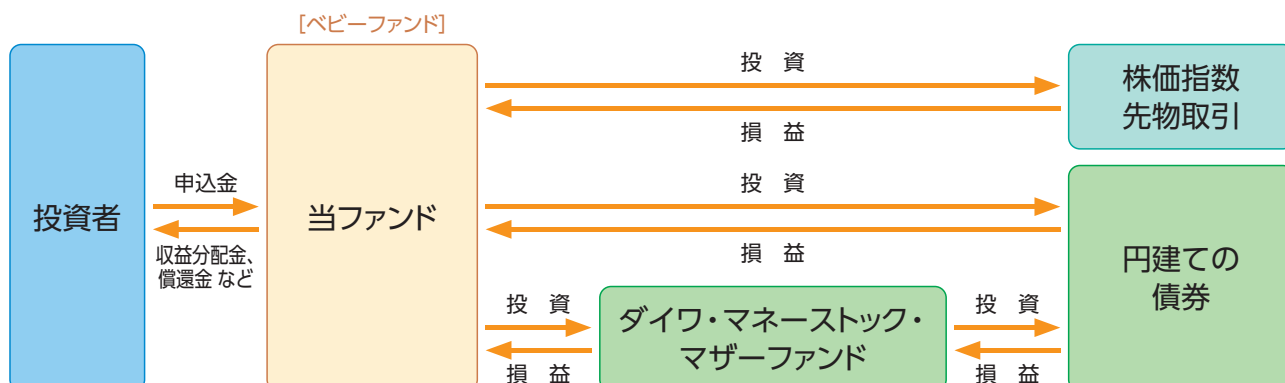 [ベビーファンド]
投資者
申込金
収益分配金、
償還金 など
当ファンド
投 資
損 益
株価指数
先物取引
投 資
損 益
円建ての
債券
投 資
損 益
ダイワ・マネーストック・
マザーファンド
投 資
損 益